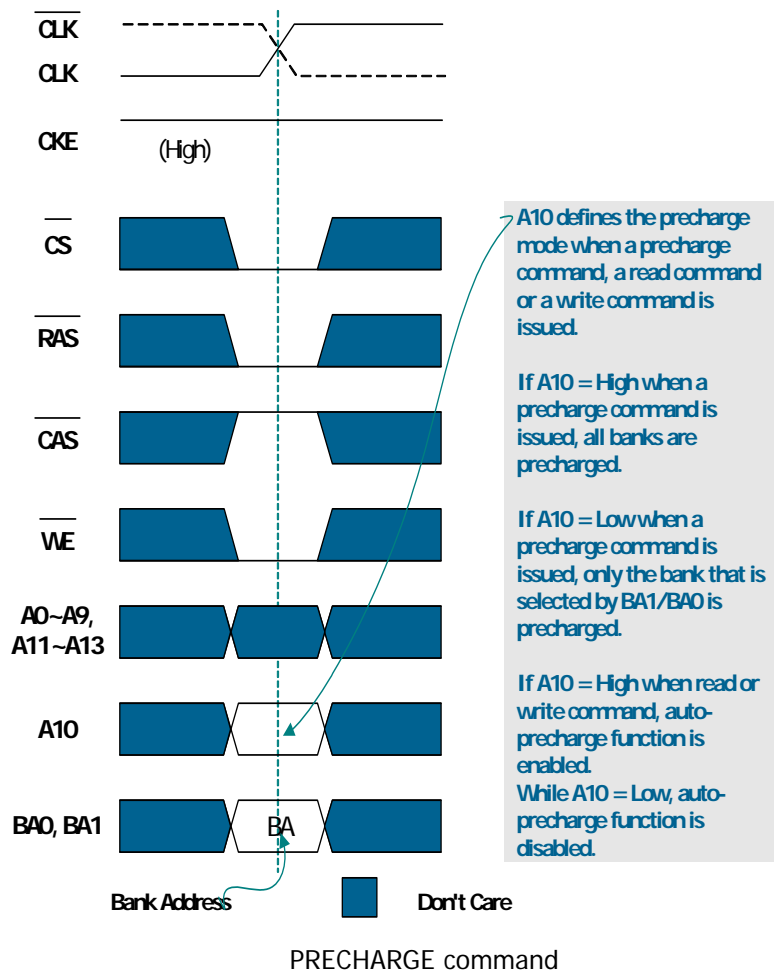 CLK
CLK
CKE
(High)
CS
RAS
CAS
WE
A0~A9,
A11~A13
A10
BA0, BA1
BA
Bank Address
Don't Care
A10 defines the precharge
mode when a precharge
command, a read command
or a write command is
issued.
If A10 = High when a
precharge command is
issued, all banks are
precharged.
If A10 = Low when a
precharge command is
issued, only the bank that is
selected by BA1/BA0 is
precharged.
If A10 = High when read or
write command, auto-
precharge function is
enabled.
While A10 = Low, auto-
precharge function is
disabled.
PRECHARGE command